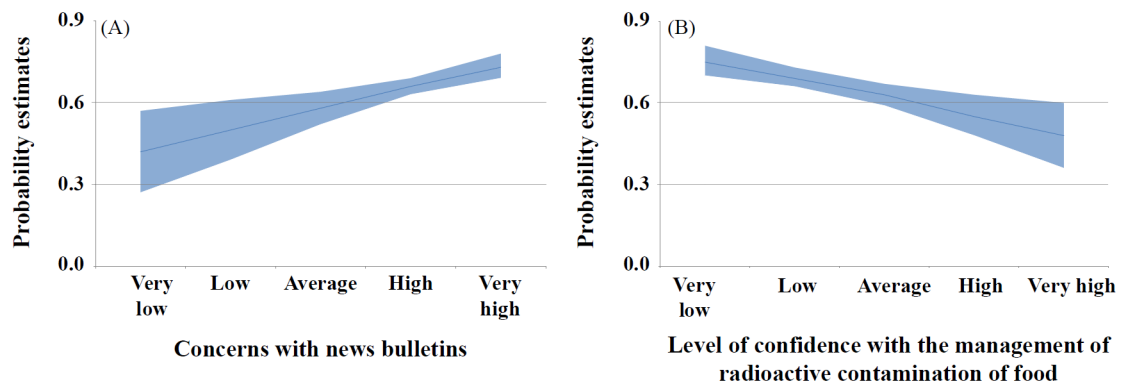 (A)
Probability estimates
0.9
0.6
0.3
0.0
Very low
Low
Average
High
Very high
Concerns with news bulletins
(B)
Probability estimates
0.9
0.6
0.3
0.0
Very low
Low
Average
High
Very high
Level of confidence with the management of
radioactive contamination of food